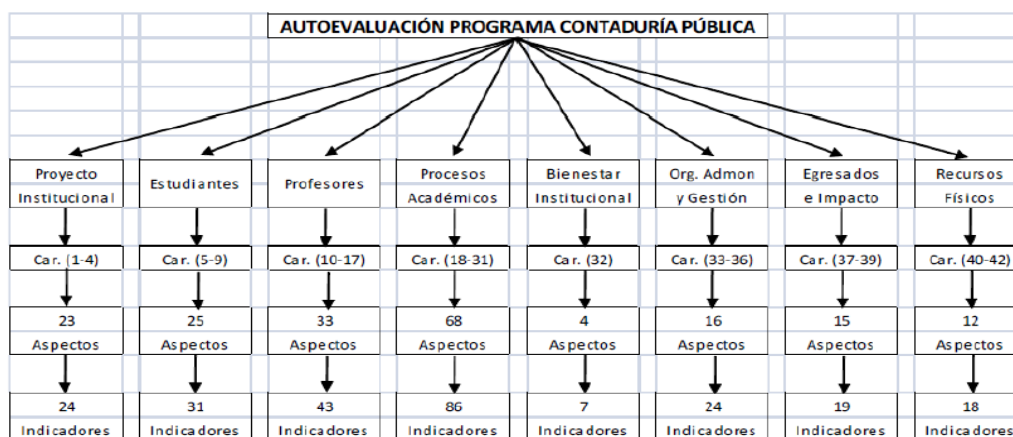 AUTOEVALUACIÓN PROGRAMA CONTADURÍA PÚBLICA
Proyecto
Institucional
Estudiantes
Profesores
Procesos
Académicos
Bienestar
Institucional
Org. Admon
y Gestión
Egresados
e Impacto
Recursos
Físicos
Car. (1-4)
Car. (5-9)
Car. (10-17)
Car. (18-31)
Car. (32)
Car. (33-36)
Car. (37-39)
Car. (40-42)
23
Aspectos
25
Aspectos
33
Aspectos
68
Aspectos
4
Aspectos
16
Aspectos
15
Aspectos
12
Aspectos
24
Indicadores
31
Indicadores
43
Indicadores
86
Indicadores
7
Indicadores
24
Indicadores
19
Indicadores
18
Indicadores